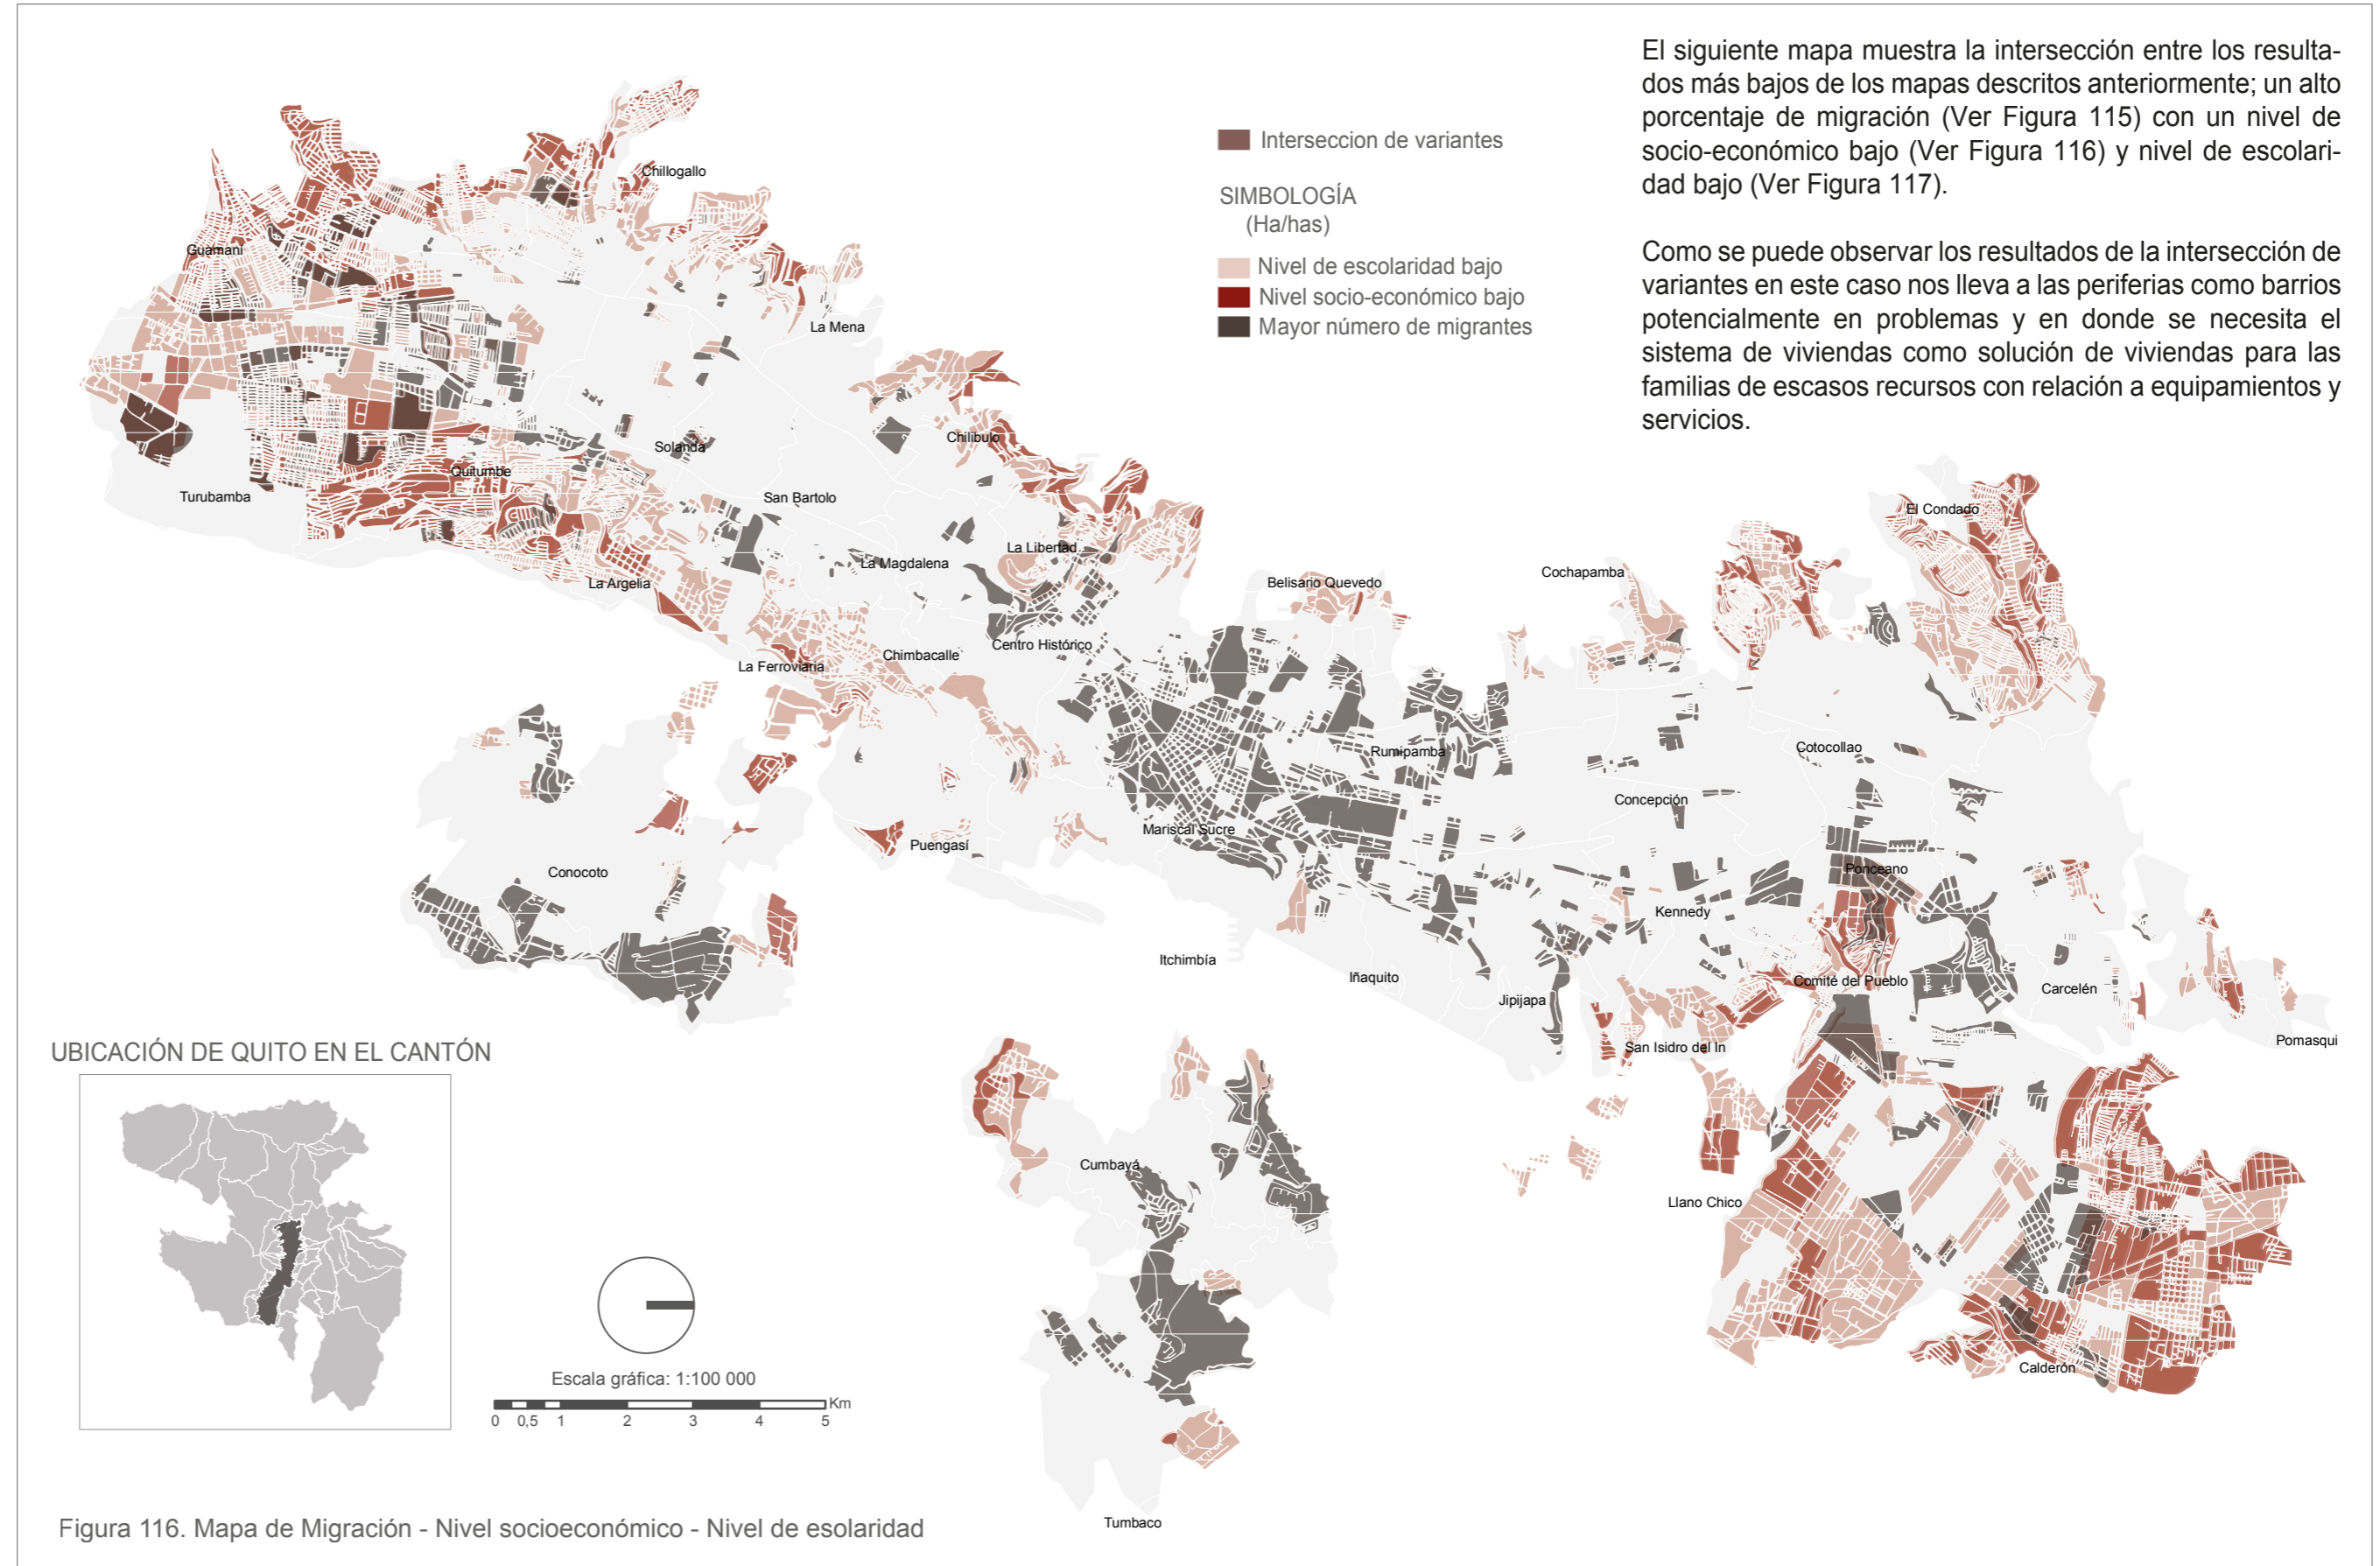 El siguiente mapa muestra la intersección entre los resulta-
dos más bajos de los mapas descritos anteriormente; un alto
porcentaje de migración (Ver Figura 115) con un nivel de
socio-económico bajo (Ver Figura 116) y nivel de escolari-
dad bajo (Ver Figura 117).
Como se puede observar los resultados de la intersección de
variantes en este caso nos lleva a las periferias como barrios
potencialmente en problemas y en donde se necesita el
sistema de viviendas como solución de viviendas para las
familias de escasos recursos con relación a equipamientos y
servicios.
Interseccion de variantes
SIMBOLOGÍA
(Ha/has)
Nivel de escolaridad bajo
Nivel socio-económico bajo
Mayor número de migrantes
Chillogallo
Guamaní
La Mena
Chilibulo
Solanda
Quitumbe
Turubamba
San Bartolo
El Condado
La Libertad
La Magdalena
Cochapamba
La Argelia
Belisario Quevedo
Centro Histórico
Chimbacalle
La Ferroviaria
Cotocollao
Rumipamba
Concepción
Mariscal Sucre
Puengasí
Conocoto
Ponceano
Kennedy
Itchimbía
Iñaquito
Comité del Pueblo
Carcelén
Jipijapa
San Isidro del In
Pomasqui
Cumbayá
Llano Chico
Calderón
Tumbaco
UBICACIÓN DE QUITO EN EL CANTÓN
Escala gráfica: 1:100 000
Km
0 0,5 1 2 3 4 5
Figura 116. Mapa de Migración - Nivel socioeconómico - Nivel de esolaridad